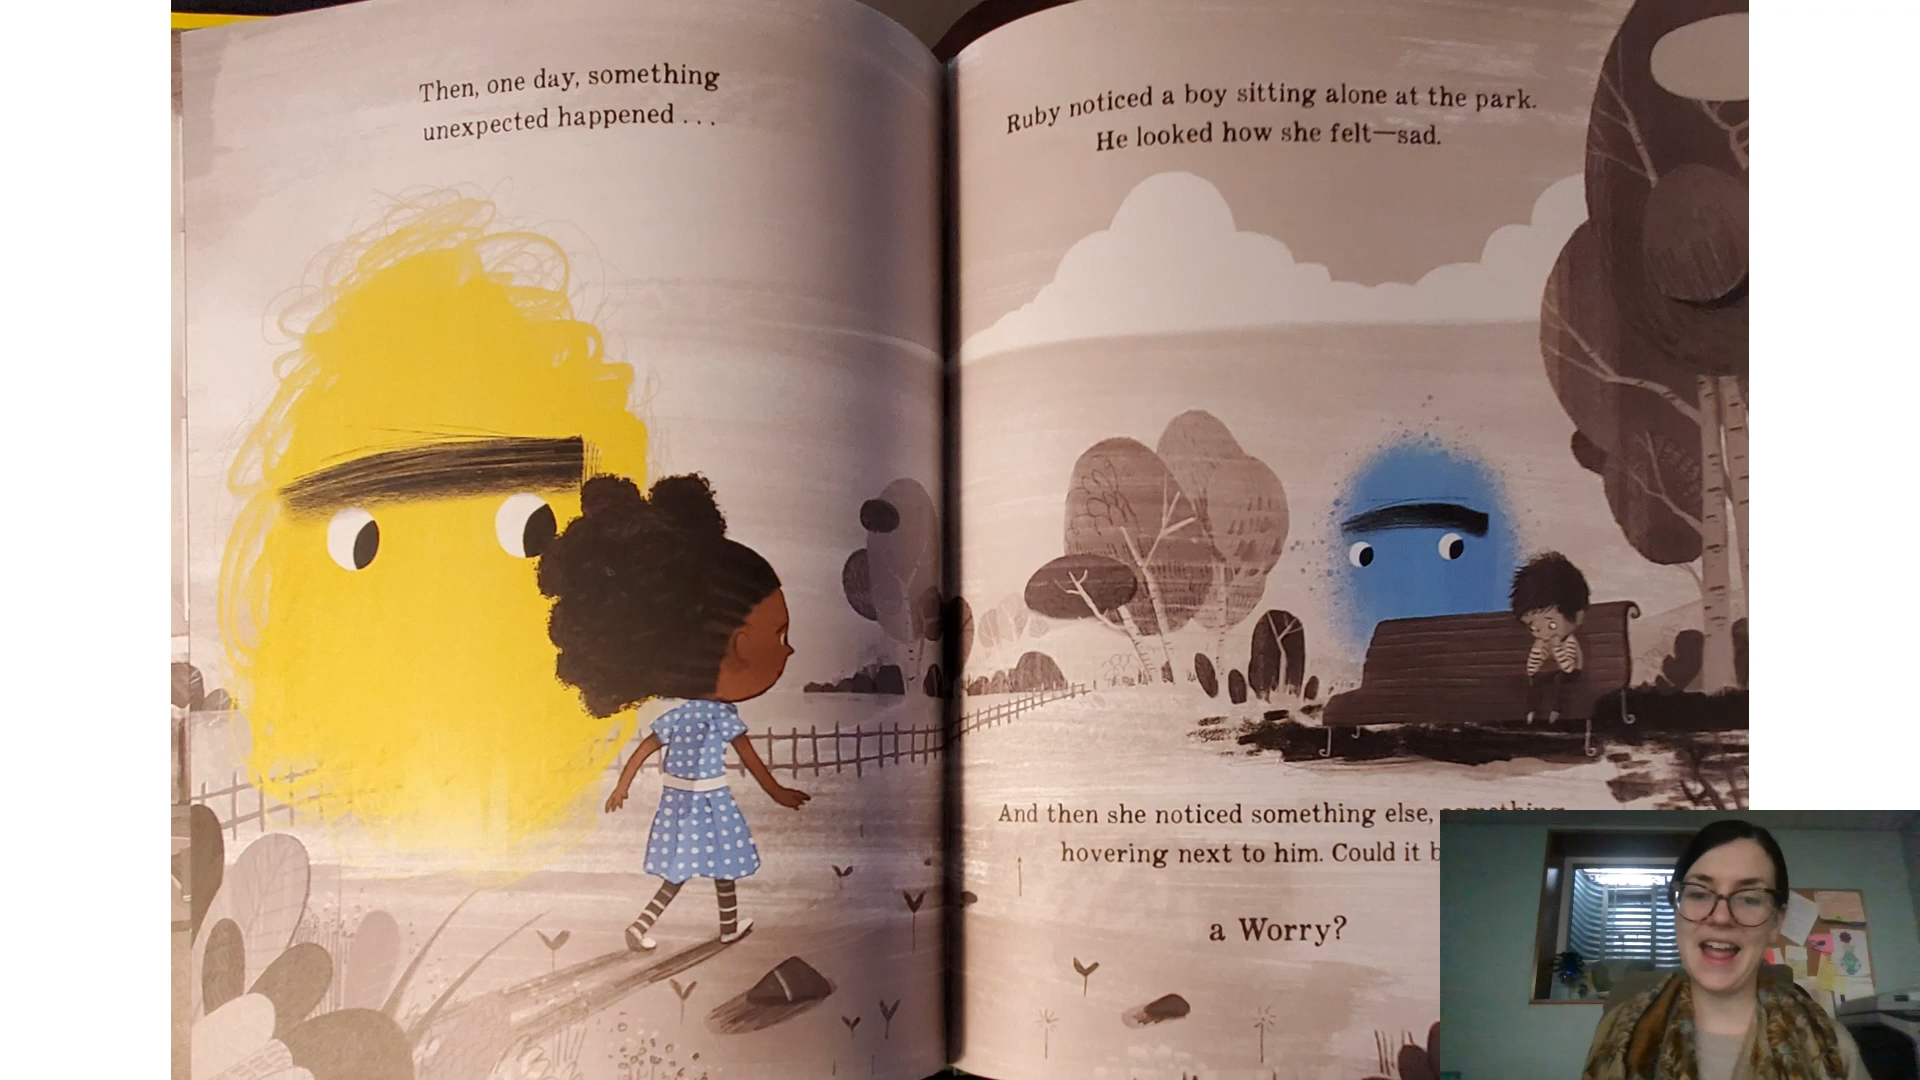 Then, one day, something
unexpected happened . . .
Ruby noticed a boy sitting alone at the park.
He looked how she felt—sad.
And then she noticed something else,
hovering next to him. Could it
a Worry?